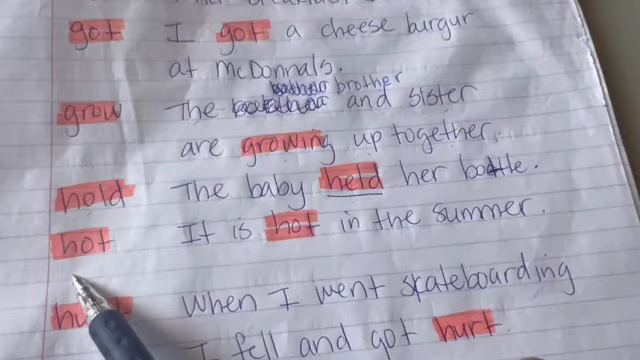 got I got a cheese burgur
at McDonnals.
brother
grow The and sister
are growing up together.
hold The baby held her bottle.
hot It is hot in the summer.
When I went skateboarding
I fell and got hurt.